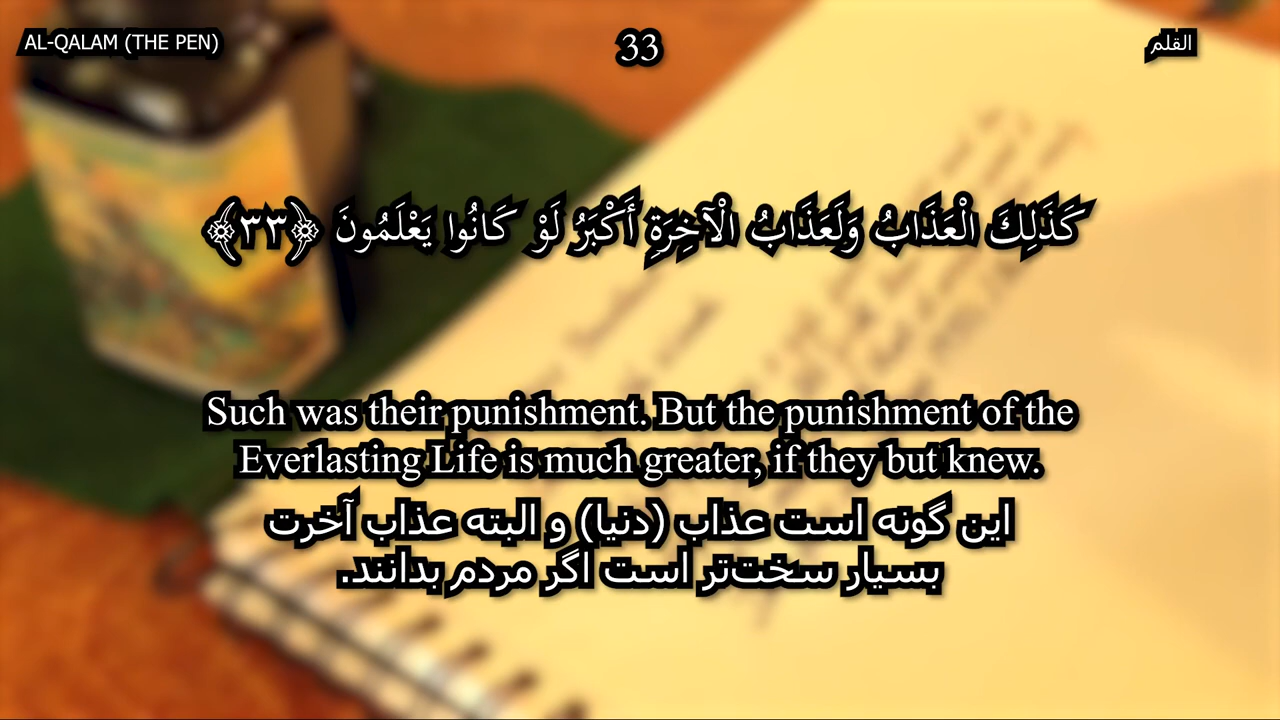 AL-QALAM (THE PEN)
33
القلم
كَذَلِكَ الْعَذَابُ وَلَعَذَابُ الْآخِرَةِ أَكْبَرُ لَوْ كَانُوا يَعْلَمُونَ ﴿٣٣﴾
Such was their punishment. But the punishment of the
Everlasting Life is much greater, if they but knew.
این گونه است عذاب (دنیا) و البته عذاب آخرت
بسیار سخت‌تر است اگر مردم بدانند.